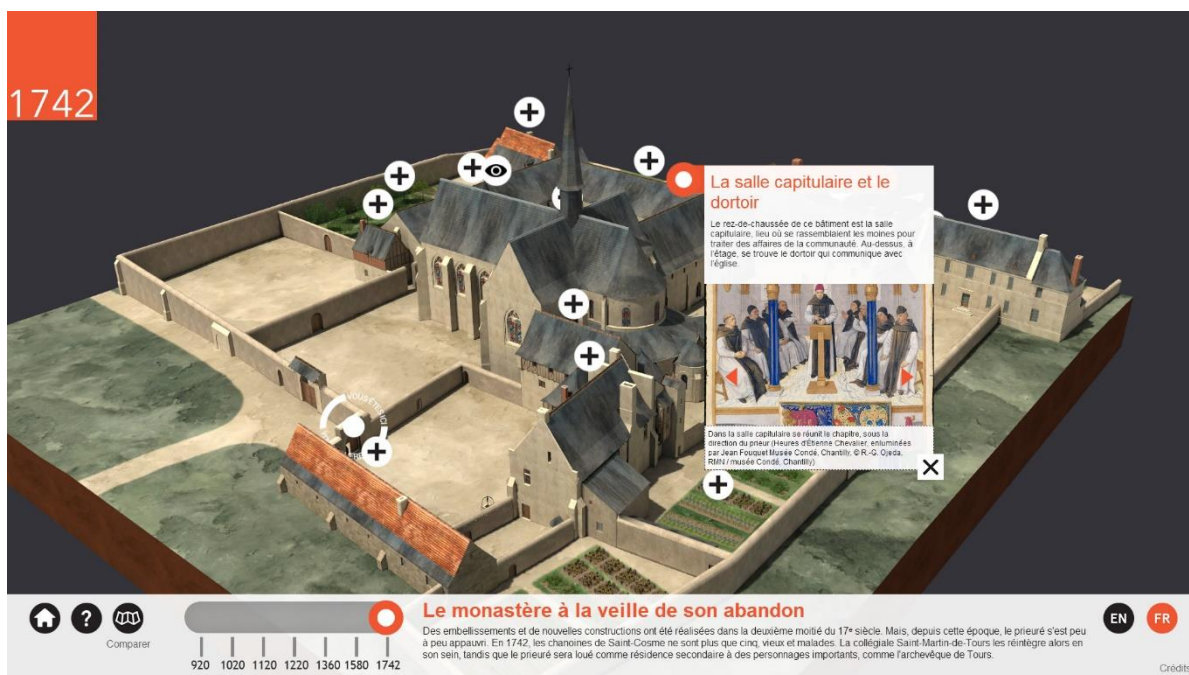 1742
La salle capitulaire et le
dortoir
Le rez-de-chaussée de ce bâtiment est la salle
capitulaire, lieu où se rassemblaient les moines pour
traiter des affaires de la communauté. Au-dessus, à
l'étage, se trouve le dortoir qui communique avec
l'église.
Dans la salle capitulaire se réunit le chapitre, sous la
direction du prieur (Heures d'Étienne Chevalier, enluminées
par Jean Fouquet Musée Condé, Chantilly, © R.-G. Ojeda,
RMN / musée Condé, Chantilly)
VOUS ÊTES ICI
Comparer
920 1020 1120 1220 1360 1580 1742
Le monastère à la veille de son abandon
Des embellissements et de nouvelles constructions ont été réalisées dans la deuxième moitié du 17e siècle. Mais, depuis cette époque, le prieuré s'est peu
à peu appauvri. En 1742, les chanoines de Saint-Cosme ne sont plus que cinq, vieux et malades. La collégiale Saint-Martin-de-Tours les réintègre alors en
son sein, tandis que le prieuré sera loué comme résidence secondaire à des personnages importants, comme l'archevêque de Tours.
EN FR
Crédits